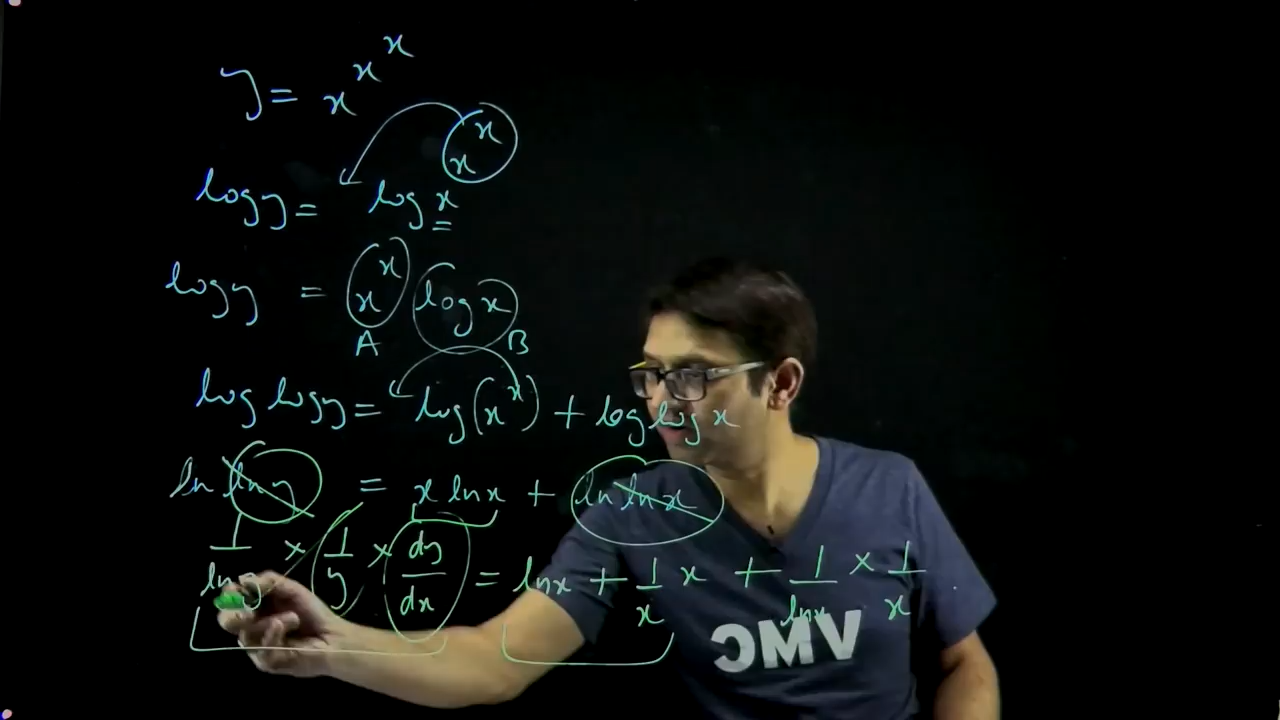 y = x^x^x
log y = log x^x^x
log y = x^x log x
A B
log log y = log(x^x) + log log x
ln ln y = x ln x + ln ln x
1/ln y × 1/y × dy/dx = ln x + 1/x x + 1/ln x × 1/x .
VMC